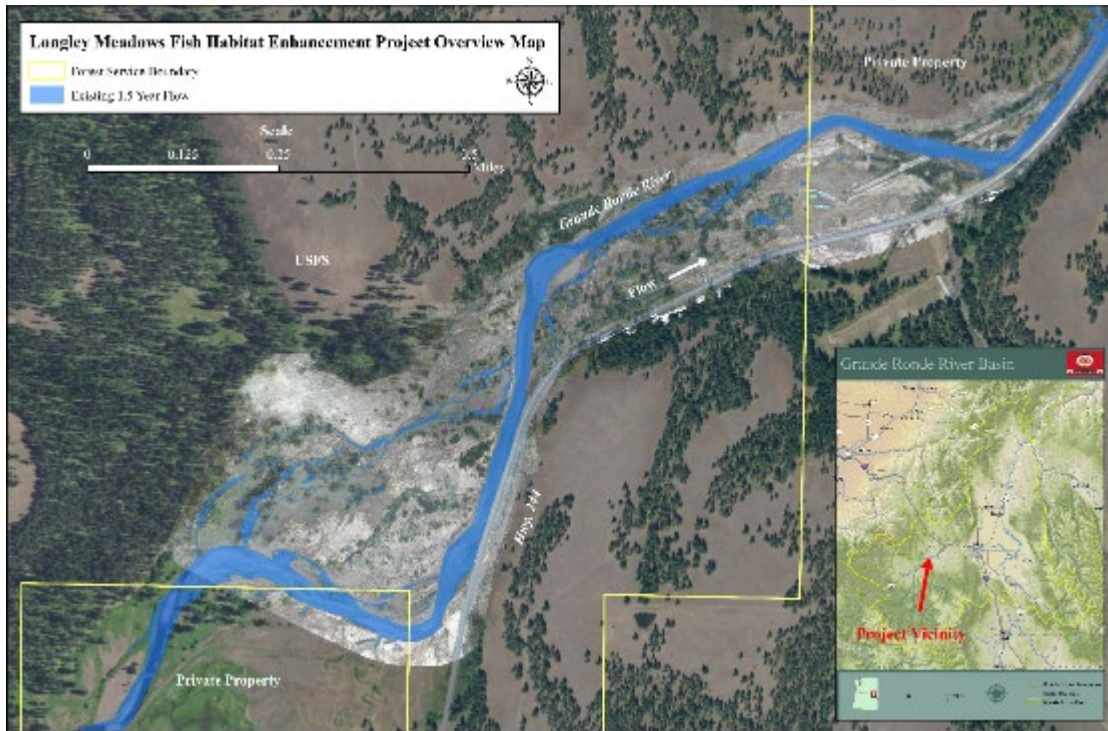 Longley Meadows Fish Habitat Enhancement Project Overview Map
Forest Service Boundary
Existing 1.5 Year Flow
Scale
0 0.125 0.25 0.5
Miles
Private Property
Grande Ronde River
USFS
Flow
Hwy 244
Private Property
Grande Ronde River Basin
Project Vicinity